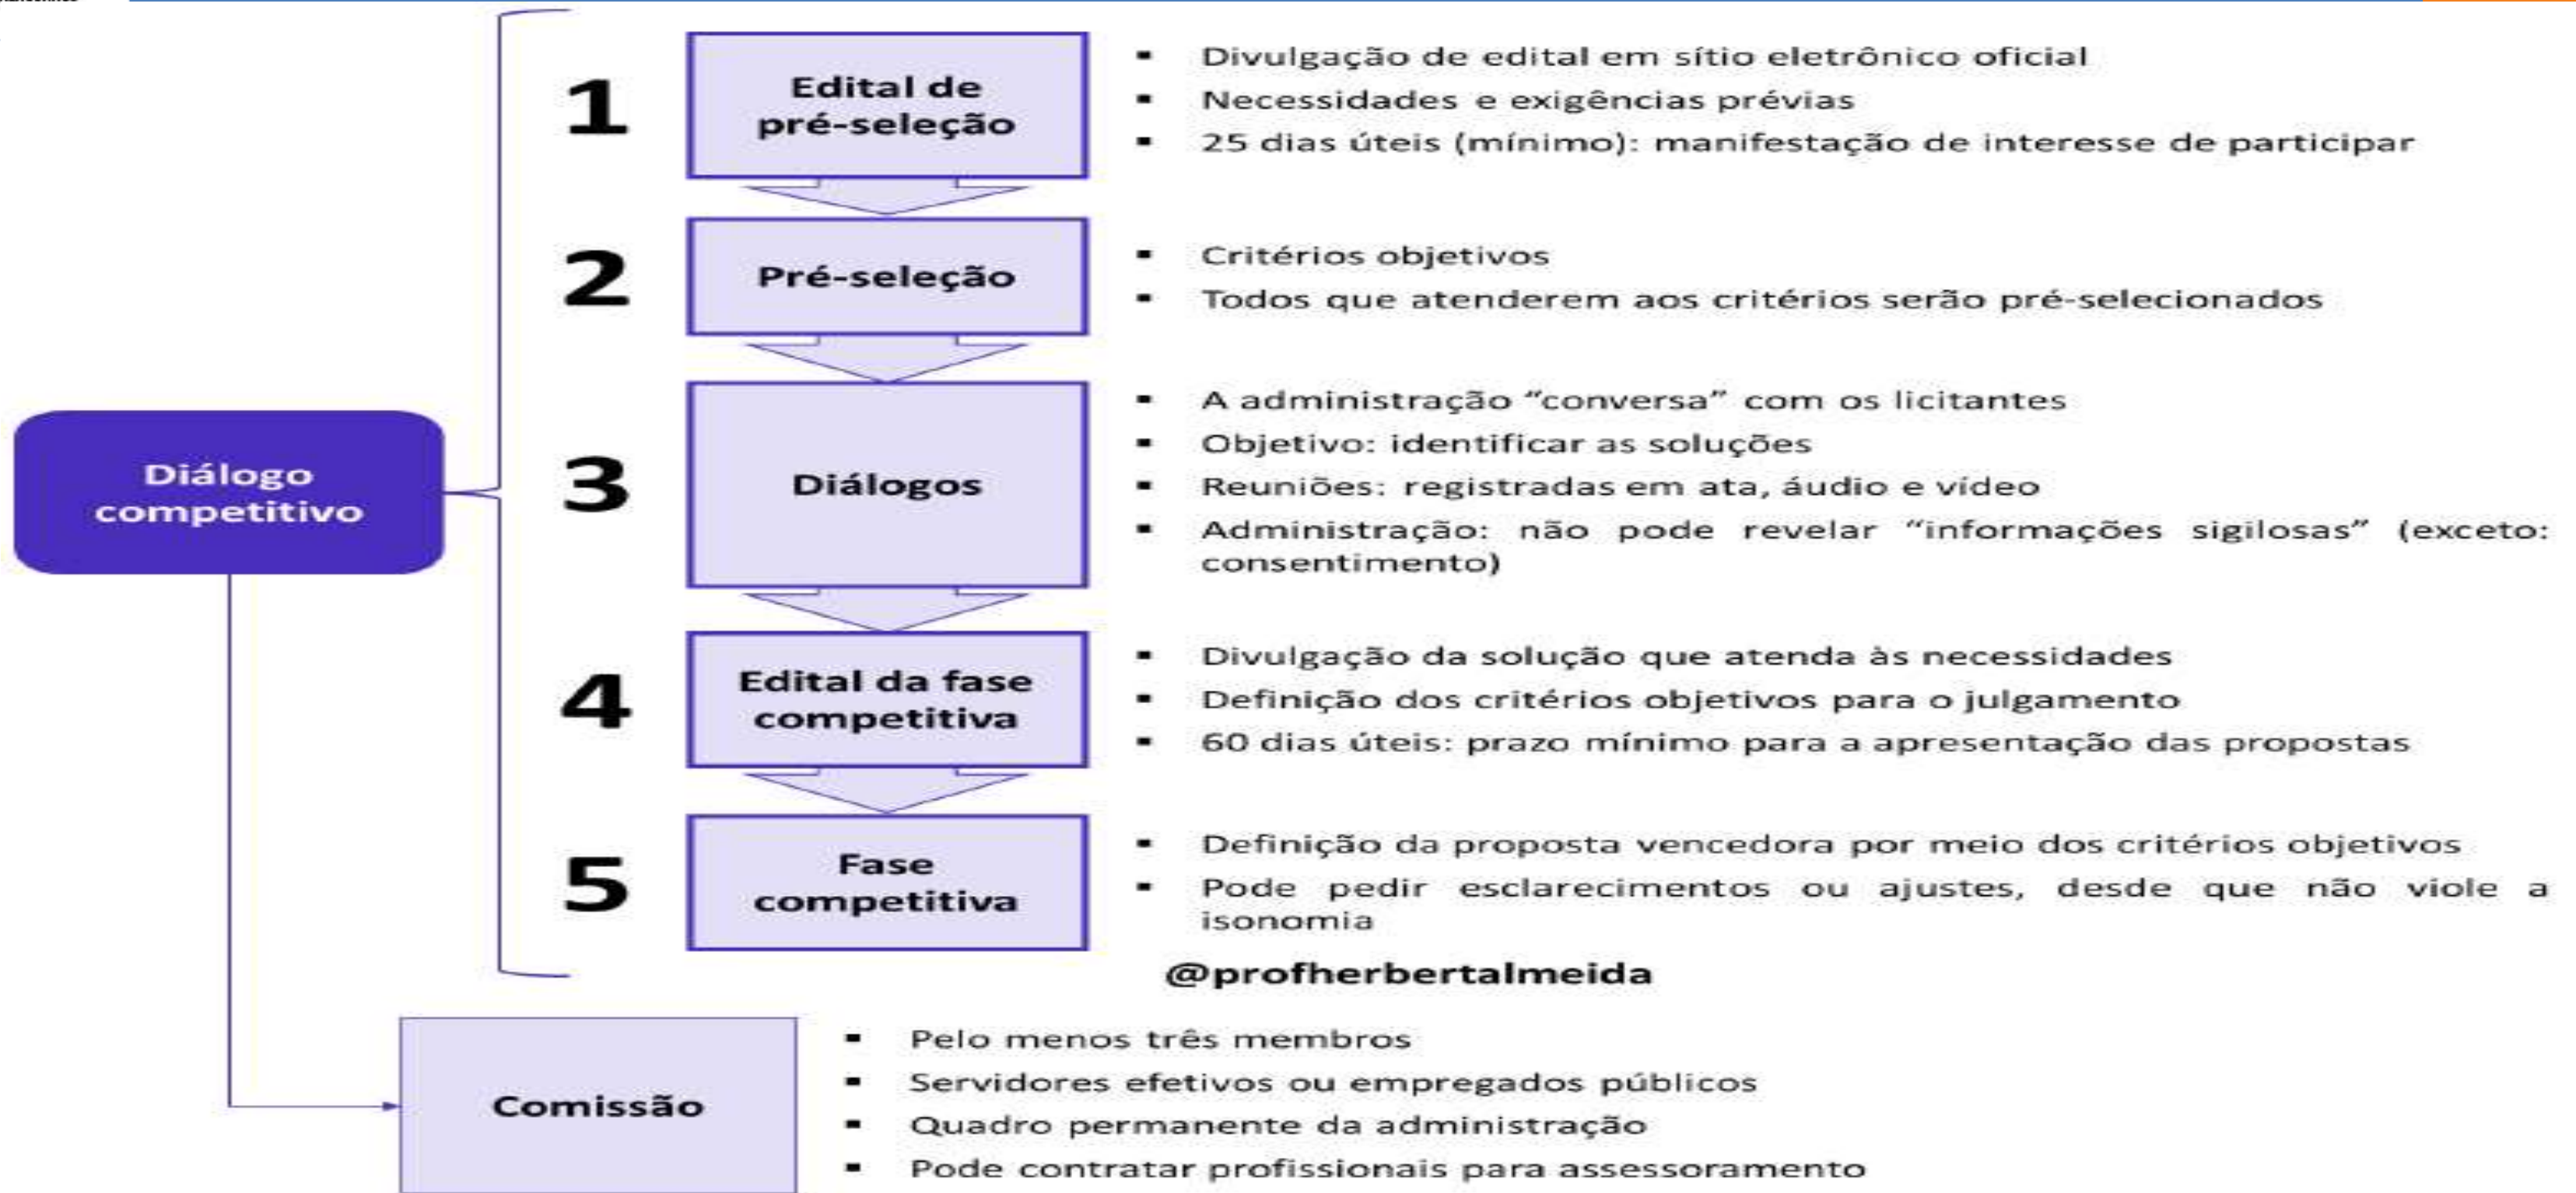 Diálogo
competitivo
1
Edital de
pré-seleção
▪ Divulgação de edital em sítio eletrônico oficial
▪ Necessidades e exigências prévias
▪ 25 dias úteis (mínimo): manifestação de interesse de participar
2
Pré-seleção
▪ Critérios objetivos
▪ Todos que atenderem aos critérios serão pré-selecionados
3
Diálogos
▪ A administração “conversa” com os licitantes
▪ Objetivo: identificar as soluções
▪ Reuniões: registradas em ata, áudio e vídeo
▪ Administração: não pode revelar “informações sigilosas” (exceto:
consentimento)
4
Edital da fase
competitiva
▪ Divulgação da solução que atenda às necessidades
▪ Definição dos critérios objetivos para o julgamento
▪ 60 dias úteis: prazo mínimo para a apresentação das propostas
5
Fase
competitiva
▪ Definição da proposta vencedora por meio dos critérios objetivos
▪ Pode pedir esclarecimentos ou ajustes, desde que não viole a
isonomia
@profherbertalmeida
Comissão
▪ Pelo menos três membros
▪ Servidores efetivos ou empregados públicos
▪ Quadro permanente da administração
▪ Pode contratar profissionais para assessoramento